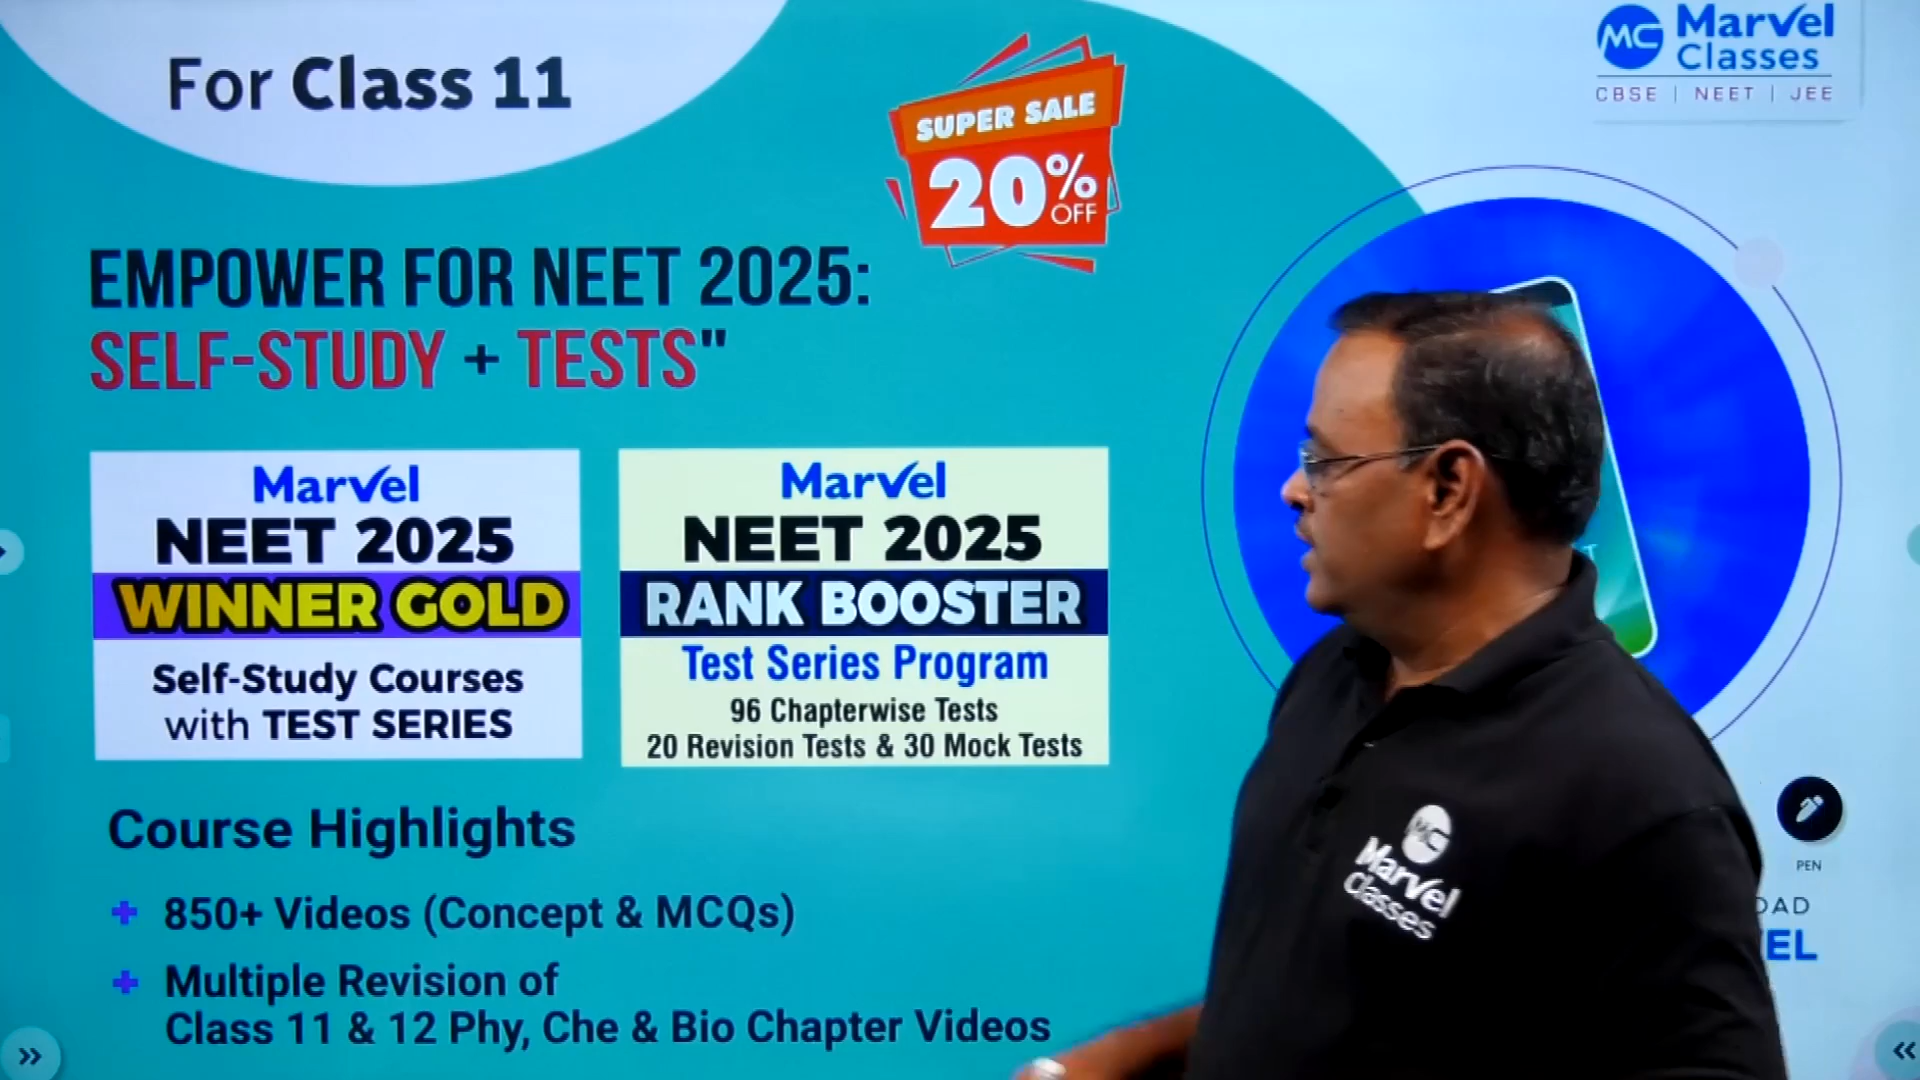 For Class 11
SUPER SALE
20%
OFF
MC Marvel
Classes
CBSE | NEET | JEE
EMPOWER FOR NEET 2025:
SELF-STUDY + TESTS"
Marvel
NEET 2025
WINNER GOLD
Self-Study Courses
with TEST SERIES
Marvel
NEET 2025
RANK BOOSTER
Test Series Program
96 Chapterwise Tests
20 Revision Tests & 30 Mock Tests
Course Highlights
+ 850+ Videos (Concept & MCQs)
+ Multiple Revision of
Class 11 & 12 Phy, Che & Bio Chapter Videos
MC
Marvel
Classes
PEN